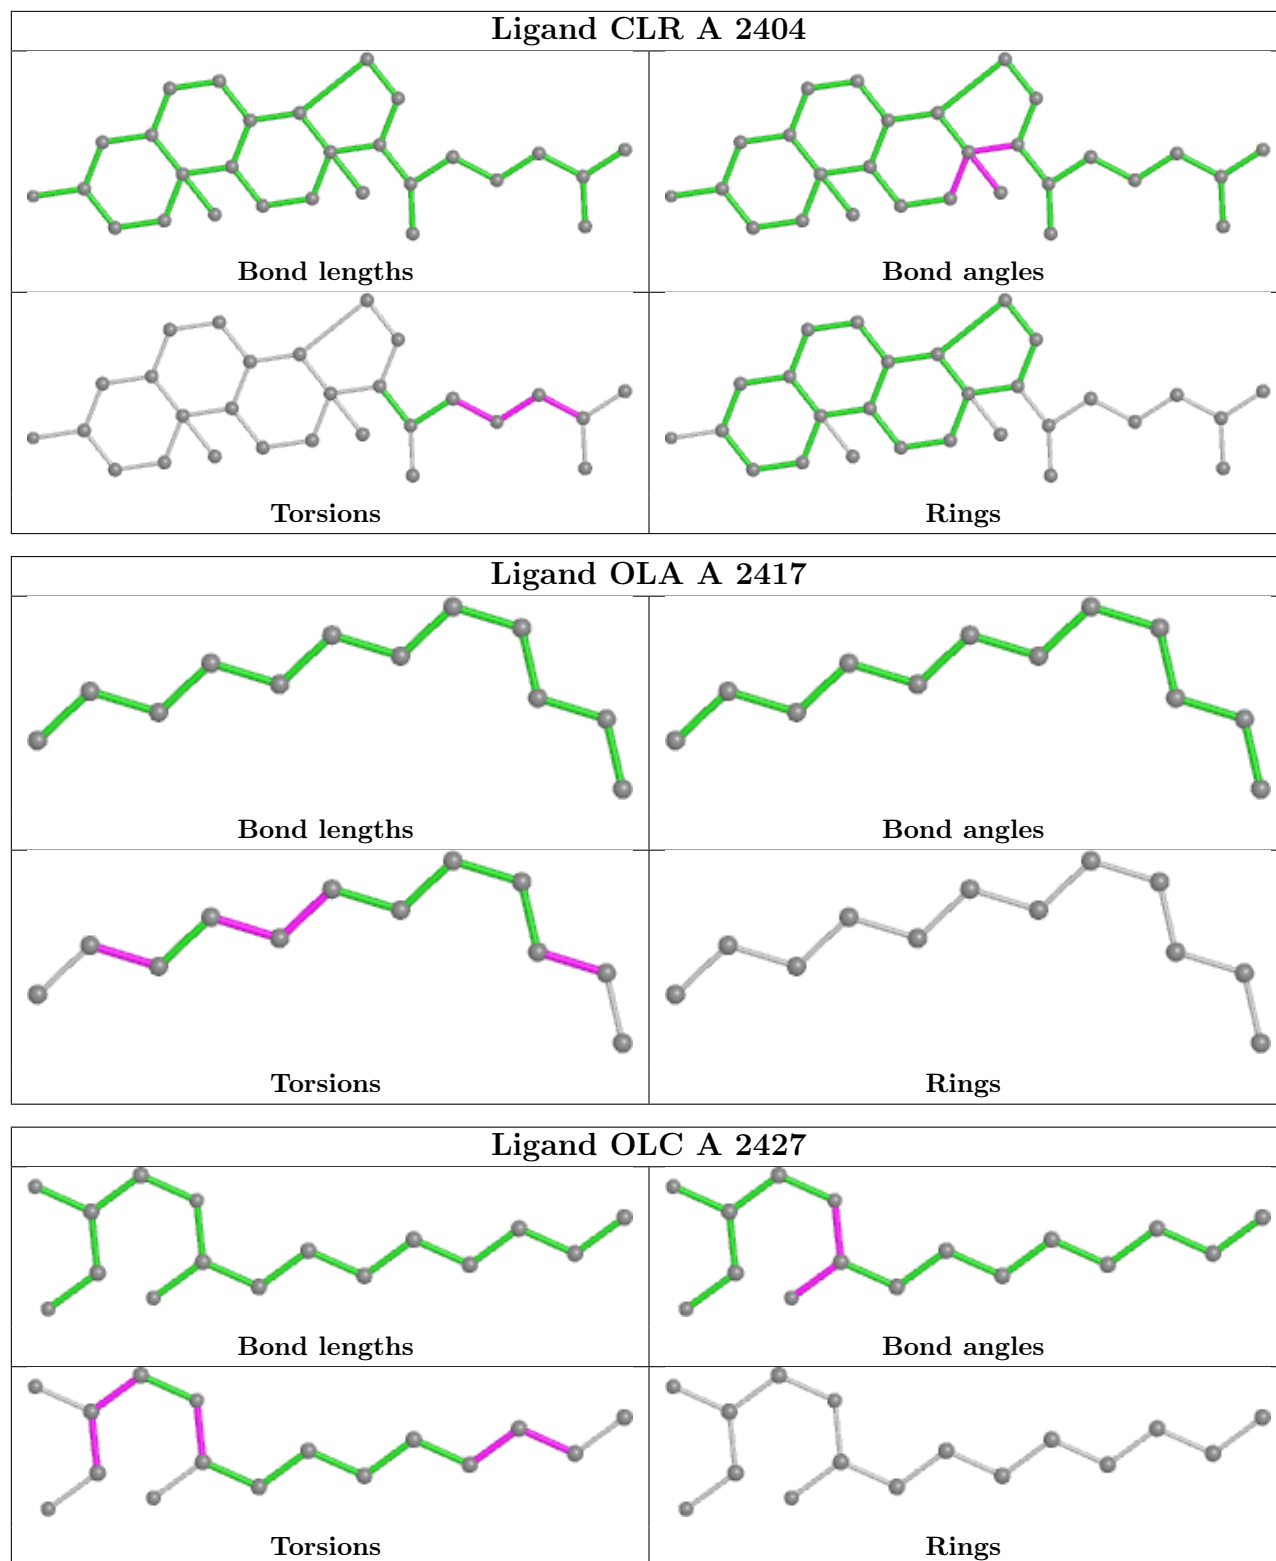 Ligand CLR A 2404
Bond lengths
Bond angles
Torsions
Rings
Ligand OLA A 2417
Bond lengths
Bond angles
Torsions
Rings
Ligand OLC A 2427
Bond lengths
Bond angles
Torsions
Rings